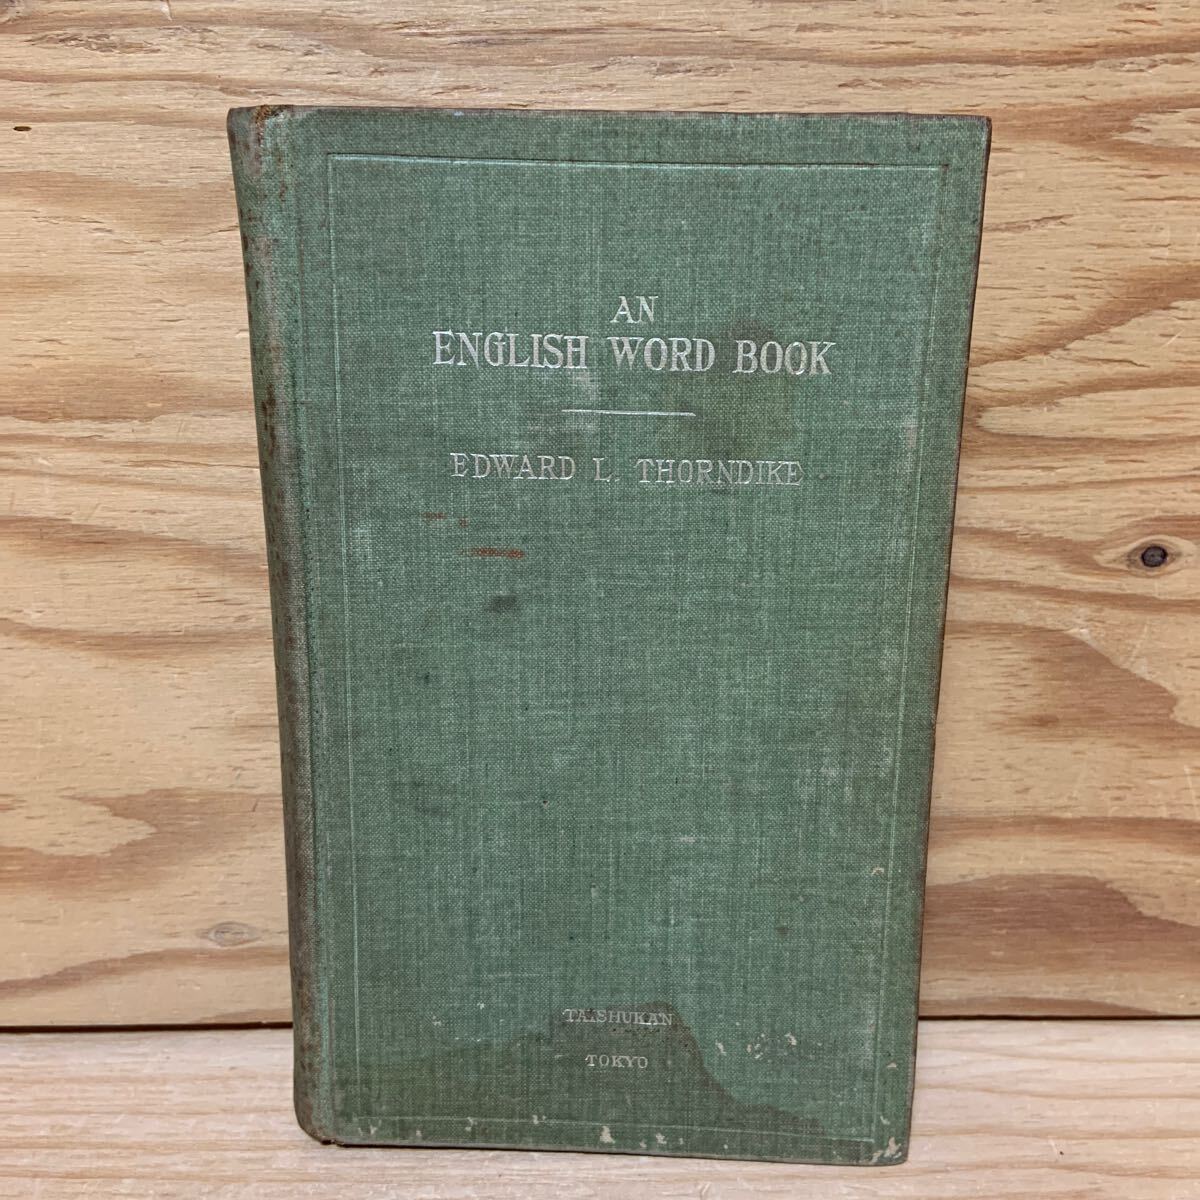 AN
ENGLISH WORD BOOK
EDWARD L. THORNDIKE
TAISHUKAN
TOKYO